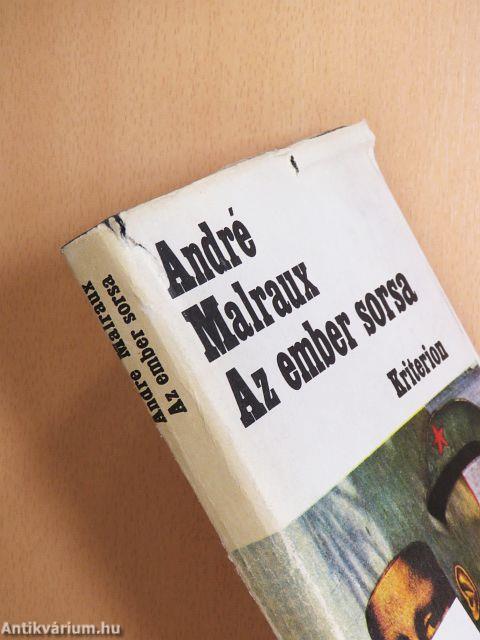 André
Malraux
Az ember sorsa
Kriterion
André Malraux
Az ember sorsa
Antikvárium.hu